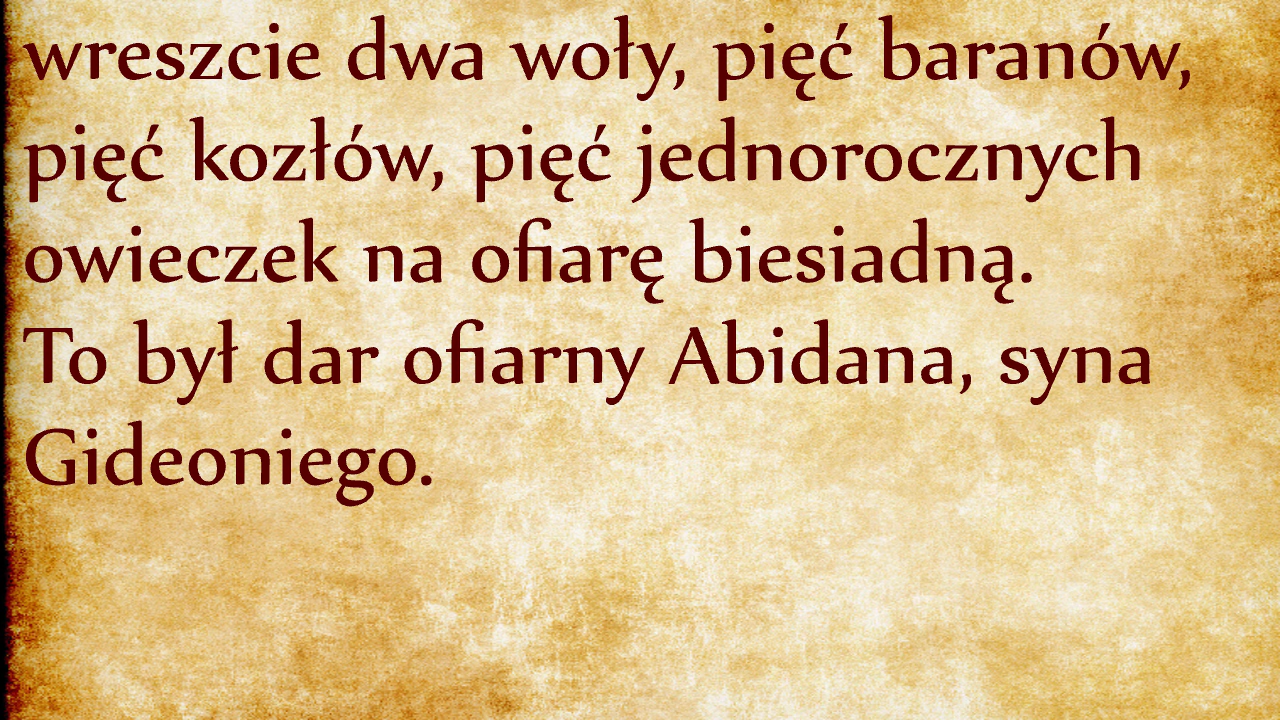 wreszcie dwa woły, pięć baranów,
pięć kozłów, pięć jednorocznych
owieczek na ofiarę biesiadną.
To był dar ofiarny Abidana, syna
Gideoniego.